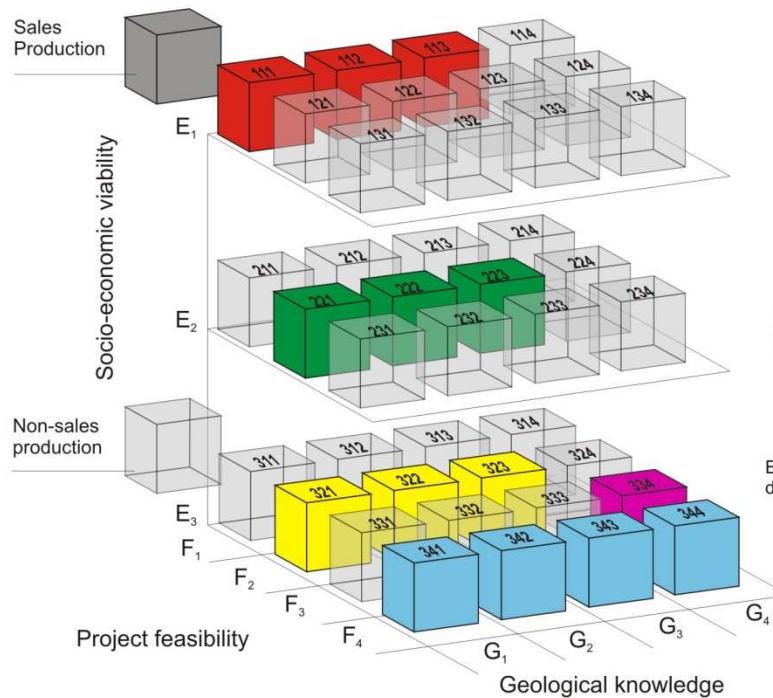 Sales
Production
111 112 113 114
121 122 123 124
131 132 133 134
E1
Socio-economic viability
211 212 213 214
221 222 223 224
231 232 233 234
E2
Non-sales
production
311 312 313 314
321 322 323 324
331 332 333 334
341 342 343 344
E3
F1
F2
F3
F4
Project feasibility
G1
G2
G3
G4
Geological knowledge
E
d